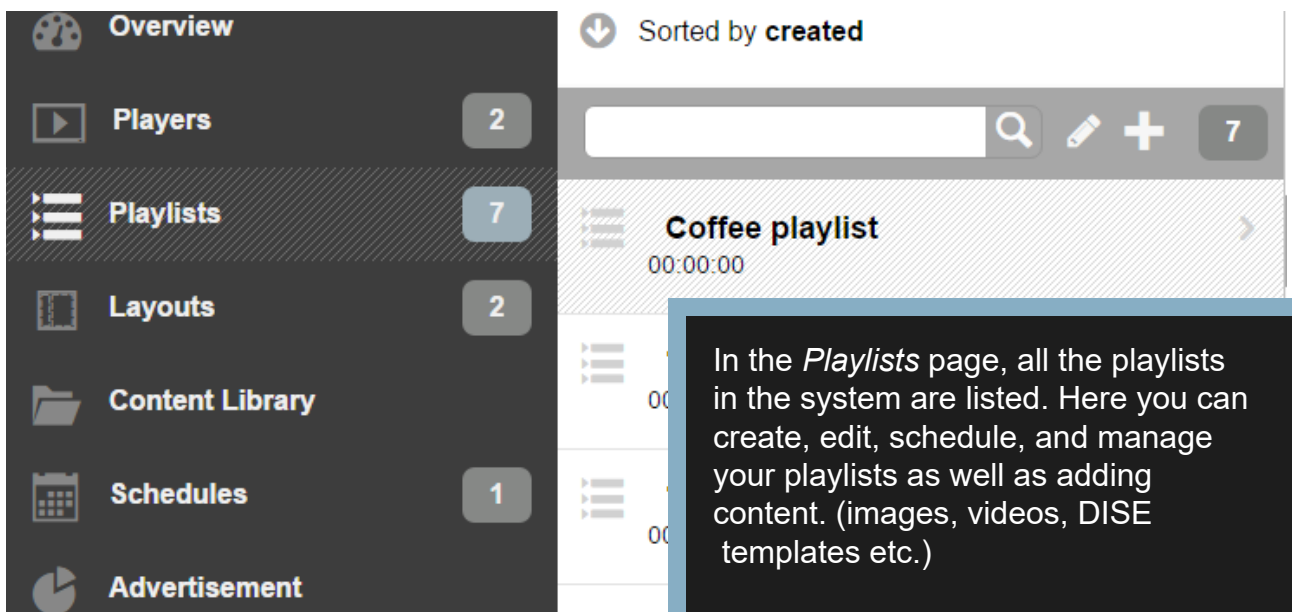 Overview
Players 2
Playlists 7
Layouts 2
Content Library
Schedules 1
Advertisement
Sorted by created
7
Coffee playlist
00:00:00
00
00
In the Playlists page, all the playlists
in the system are listed. Here you can
create, edit, schedule, and manage
your playlists as well as adding
content. (images, videos, DISE
templates etc.)